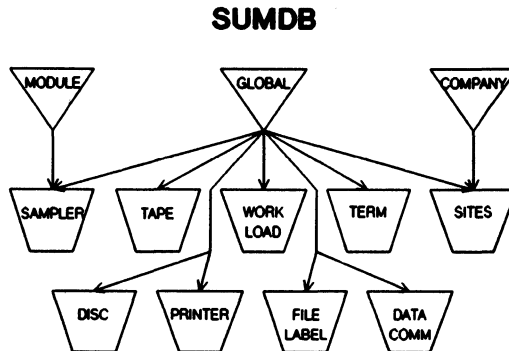 SUMDB
MODULE
GLOBAL
COMPANY
SAMPLER
TAPE
WORK
LOAD
TERM
SITES
DISC
PRINTER
FILE
LABEL
DATA
COMM